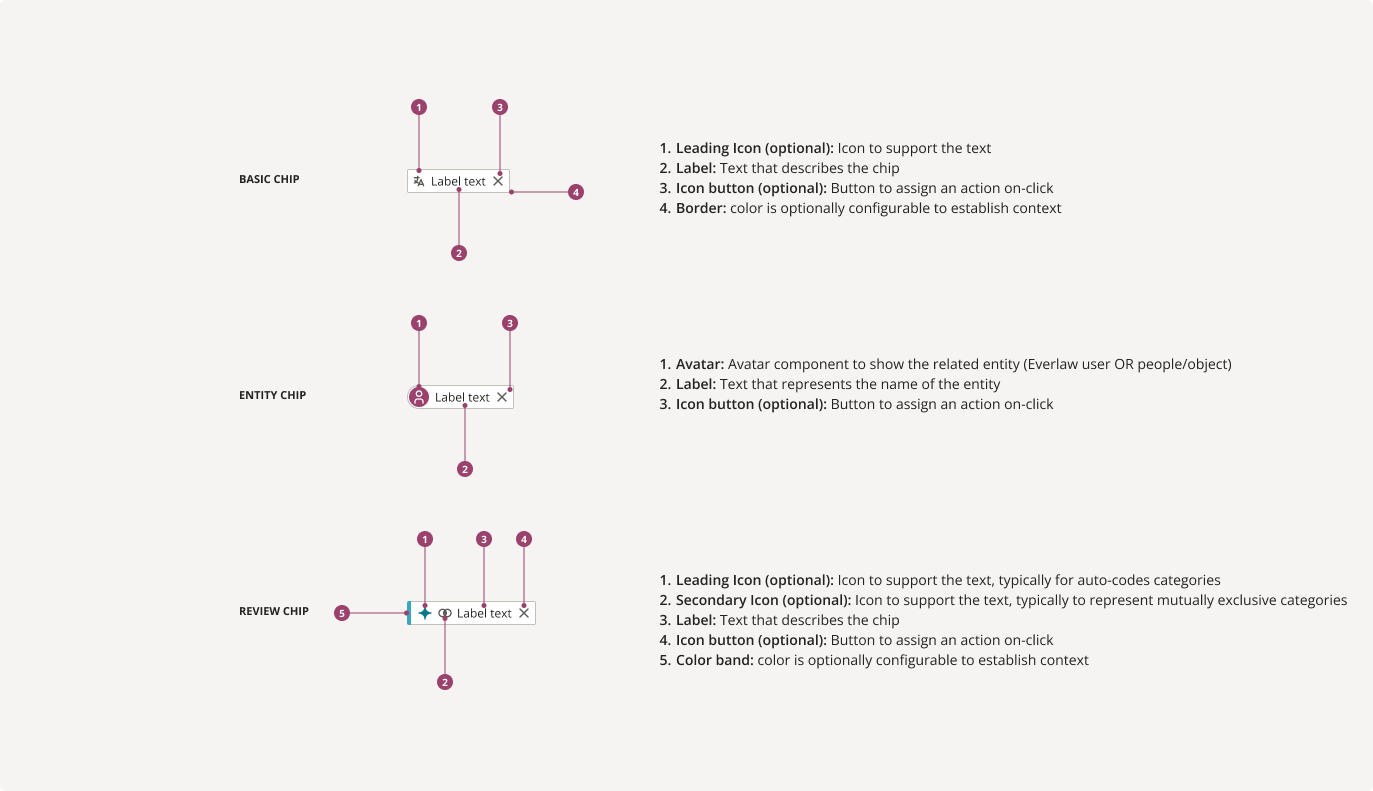 BASIC CHIP
1
3
Label text
4
2
1. Leading Icon (optional): Icon to support the text
2. Label: Text that describes the chip
3. Icon button (optional): Button to assign an action on-click
4. Border: color is optionally configurable to establish context
ENTITY CHIP
1
3
Label text
2
1. Avatar: Avatar component to show the related entity (Everlaw user OR people/object)
2. Label: Text that represents the name of the entity
3. Icon button (optional): Button to assign an action on-click
REVIEW CHIP
1
3
4
5
Label text
2
1. Leading Icon (optional): Icon to support the text, typically for auto-codes categories
2. Secondary Icon (optional): Icon to support the text, typically to represent mutually exclusive categories
3. Label: Text that describes the chip
4. Icon button (optional): Button to assign an action on-click
5. Color band: color is optionally configurable to establish context